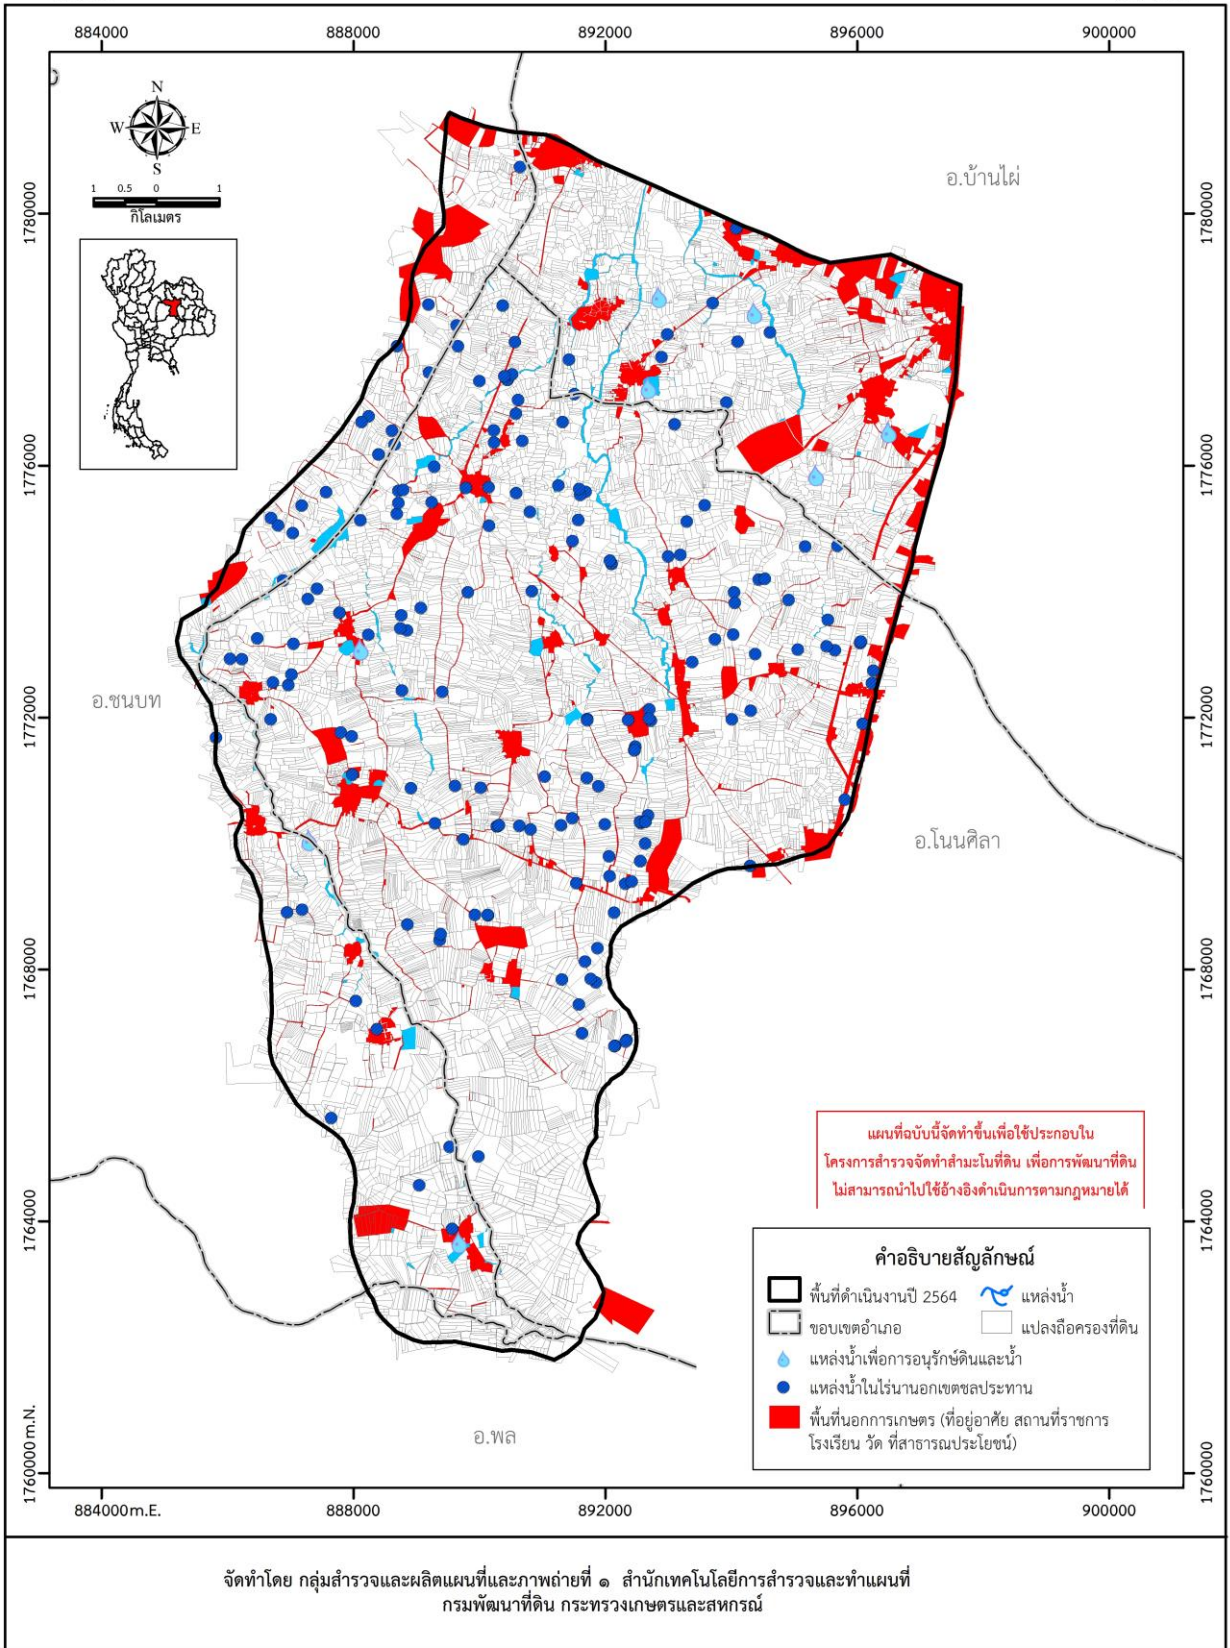 884000 888000 892000 896000 900000
N
W E
S
1 0.5 0 1
กิโลเมตร
อ.บ้านไผ่
1780000 1780000
1776000 1776000
1772000 1772000
อ.ชนบท
อ.โนนศิลา
1768000 1768000
แผนที่ฉบับนี้จัดทำขึ้นเพื่อใช้ประกอบใน
โครงการสำรวจจัดทำสำมะโนที่ดิน เพื่อการพัฒนาที่ดิน
ไม่สามารถนำไปใช้อ้างอิงดำเนินการตามกฎหมายได้
1764000 1764000
คำอธิบายสัญลักษณ์
พื้นที่ดำเนินงานปี 2564 แหล่งน้ำ
ขอบเขตอำเภอ แปลงถือครองที่ดิน
แหล่งน้ำเพื่อการอนุรักษ์ดินและน้ำ
แหล่งน้ำในไร่นานอกเขตชลประทาน
พื้นที่นอกการเกษตร (ที่อยู่อาศัย สถานที่ราชการ
โรงเรียน วัด ที่สาธารณประโยชน์)
อ.พล
1760000m.N. 1760000
884000m.E. 888000 892000 896000 900000
จัดทำโดย กลุ่มสำรวจและผลิตแผนที่และภาพถ่ายที่ ๑ สำนักเทคโนโลยีการสำรวจและทำแผนที่
กรมพัฒนาที่ดิน กระทรวงเกษตรและสหกรณ์